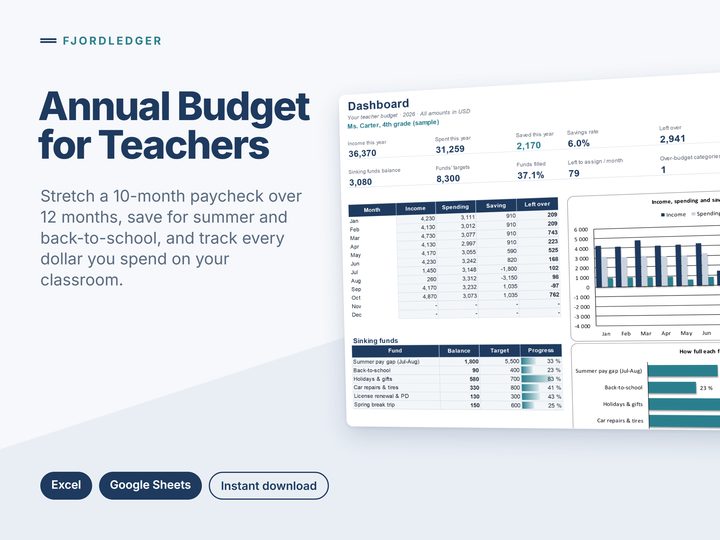 FJORDLEDGER
Annual Budget
for Teachers
Stretch a 10-month paycheck over
12 months, save for summer and
back-to-school, and track every
dollar you spend on your
classroom.
Excel
Google Sheets
Instant download
Dashboard
Your teacher budget · 2026 · All amounts in USD
Ms. Carter, 4th grade (sample)
Income this year
Spent this year
Saved this year
Savings rate
Left over
36,370
31,259
2,170
6.0%
2,941
Sinking funds balance
Funds' targets
Funds filled
Left to assign / month
Over-budget categories
3,080
8,300
37.1%
79
1
Month Income Spending Saving Left over
Jan 4,230 3,111 910 209
Feb 4,130 3,012 910 209
Mar 4,730 3,077 910 743
Apr 4,130 2,997 910 223
May 4,170 3,055 590 525
Jun 4,230 3,242 820 168
Jul 1,450 3,148 -1,800 102
Aug 260 3,312 -3,150 98
Sep 4,170 3,232 1,035 -97
Oct 4,870 3,073 1,035 762
Nov - - - -
Dec - - - -
Sinking funds
Fund Balance Target Progress
Summer pay gap (Jul-Aug) 1,800 5,500 33 %
Back-to-school 90 400 23 %
Holidays & gifts 580 700 83 %
Car repairs & tires 330 800 41 %
License renewal & PD 130 300 43 %
Spring break trip 150 600 25 %
Income, spending and sav
Income Spending
6 000
5 000
4 000
3 000
2 000
1 000
0
-1 000
-2 000
-3 000
-4 000
Jan Feb Mar Apr May Jun
How full each f
Summer pay gap (Jul-Aug)
Back-to-school 23 %
Holidays & gifts
Car repairs & tires